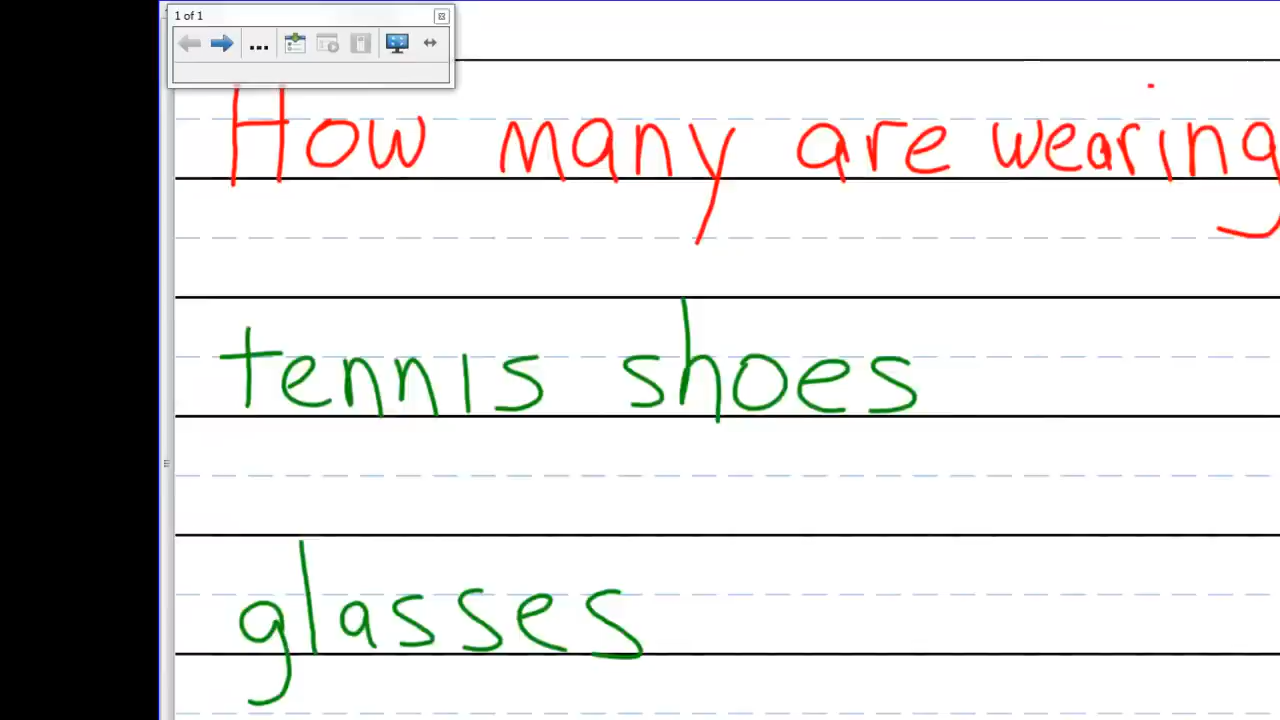 1 of 1
How many are wearing
tennis shoes
glasses